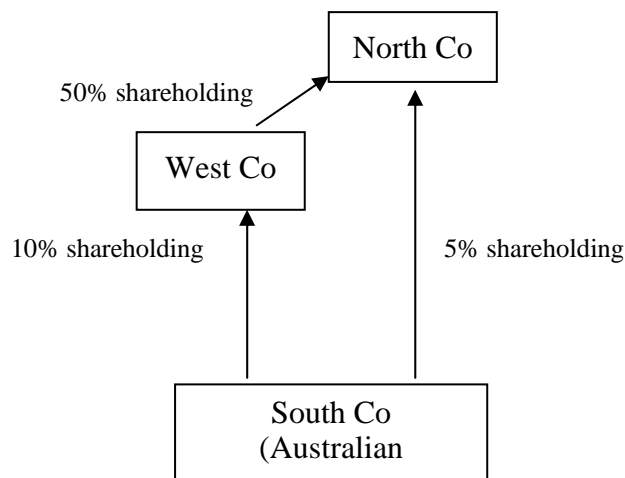 North Co
50% shareholding
West Co
10% shareholding
5% shareholding
South Co
(Australian